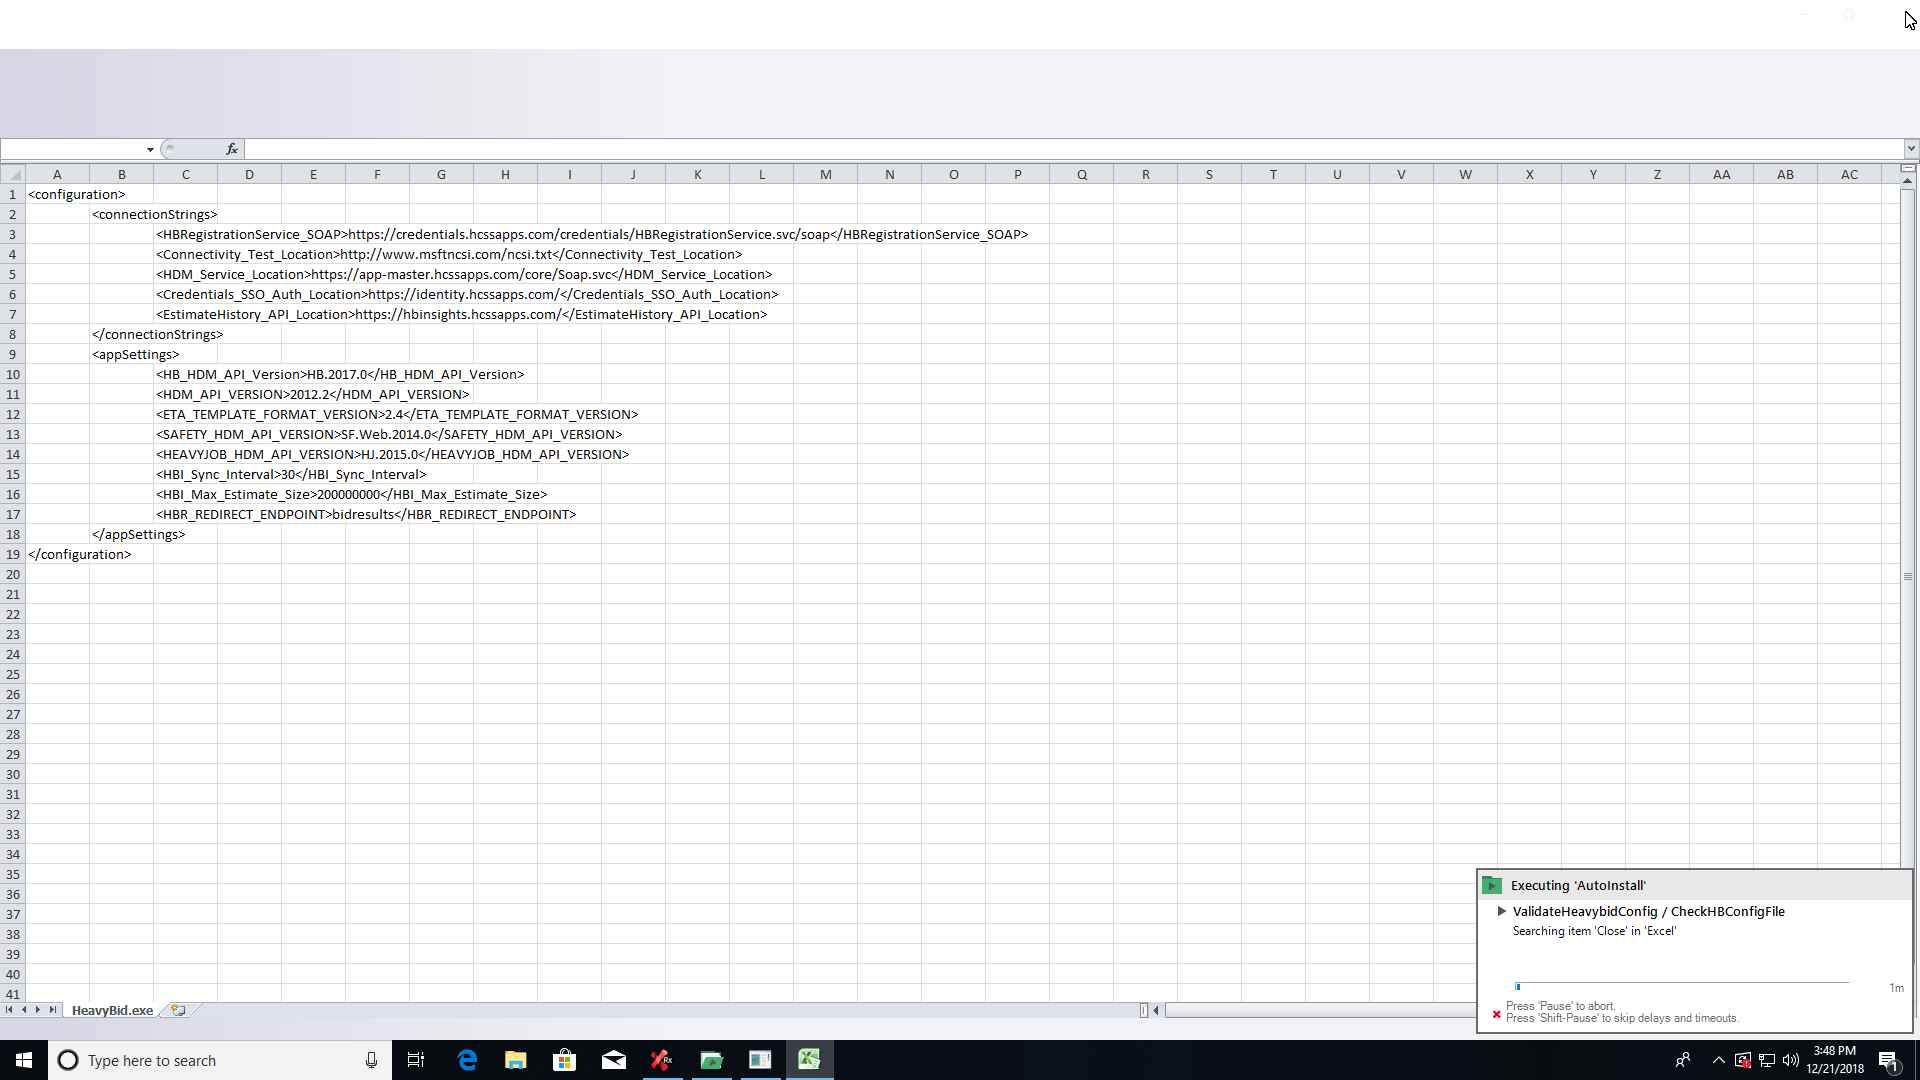 fx
A B C D E F G H I J K L M N O P Q R S T U V W X Y Z AA AB AC
1 <configuration>
2 <connectionStrings>
3 <HBRegistrationService_SOAP>https://credentials.hcssapps.com/credentials/HBRegistrationService.svc/soap</HBRegistrationService_SOAP>
4 <Connectivity_Test_Location>http://www.msftncsi.com/ncsi.txt</Connectivity_Test_Location>
5 <HDM_Service_Location>https://app-master.hcssapps.com/core/Soap.svc</HDM_Service_Location>
6 <Credentials_SSO_Auth_Location>https://identity.hcssapps.com/</Credentials_SSO_Auth_Location>
7 <EstimateHistory_API_Location>https://hbinsights.hcssapps.com/</EstimateHistory_API_Location>
8 </connectionStrings>
9 <appSettings>
10 <HB_HDM_API_Version>HB.2017.0</HB_HDM_API_Version>
11 <HDM_API_VERSION>2012.2</HDM_API_VERSION>
12 <ETA_TEMPLATE_FORMAT_VERSION>2.4</ETA_TEMPLATE_FORMAT_VERSION>
13 <SAFETY_HDM_API_VERSION>SF.Web.2014.0</SAFETY_HDM_API_VERSION>
14 <HEAVYJOB_HDM_API_VERSION>HJ.2015.0</HEAVYJOB_HDM_API_VERSION>
15 <HBI_Sync_Interval>30</HBI_Sync_Interval>
16 <HBI_Max_Estimate_Size>200000000</HBI_Max_Estimate_Size>
17 <HBR_REDIRECT_ENDPOINT>bidresults</HBR_REDIRECT_ENDPOINT>
18 </appSettings>
19 </configuration>
20
21
22
23
24
25
26
27
28
29
30
31
32
33
34
35
36
37
38
39
40
41
Executing 'AutoInstall'
ValidateHeavybidConfig / CheckHBConfigFile
Searching item 'Close' in 'Excel'
1m
Press 'Pause' to abort.
Press 'Shift-Pause' to skip delays and timeouts.
HeavyBid.exe
Type here to search
Rx
3:48 PM
12/21/2018
1